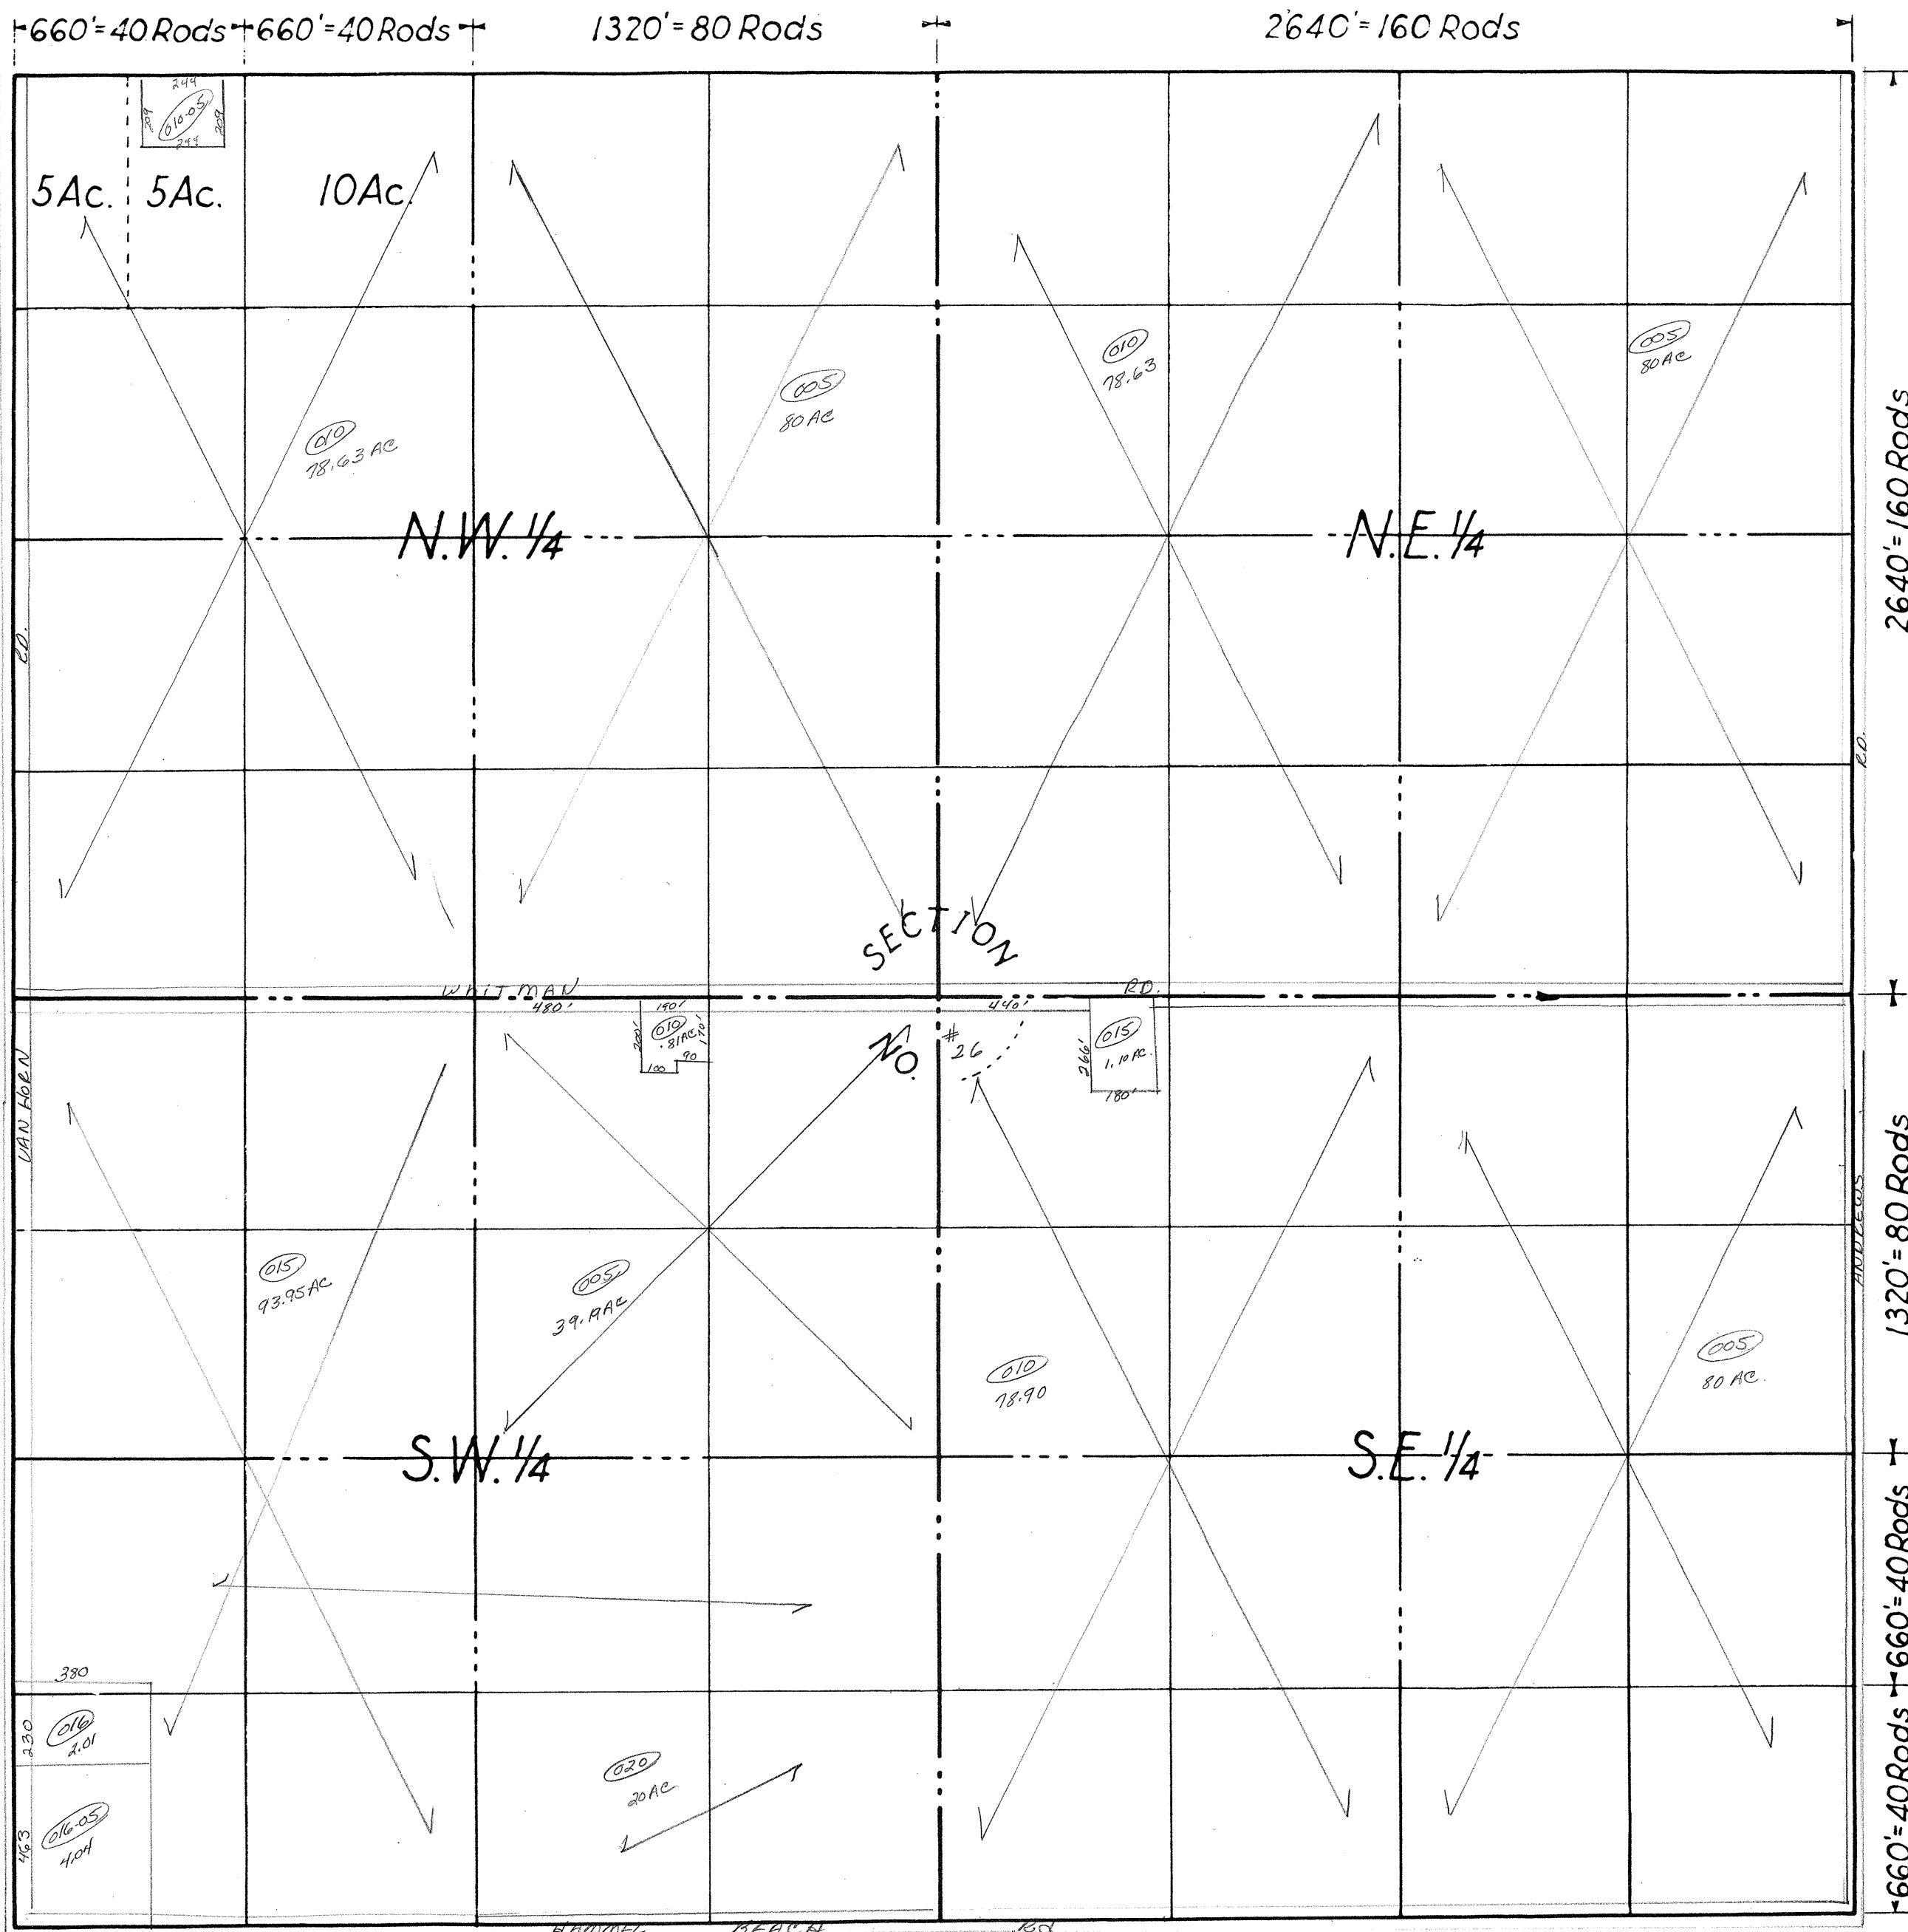 660'=40 Rods 660'=40 Rods 1320'=80 Rods 2640'=160 Rods
244
209 010-05 209
244
5Ac. 5Ac. 10Ac.
010
78.63 AC
005
80 AC
010
78.63
005
80 AC
2640'=160 Rods
N.W. 1/4
N.E. 1/4
RD.
RD.
SECTION
NO.
#
26
WHITMAN RD.
480' 190' 440'
200' 010 170'
.81 AC.
90
100
015
1.10 AC.
266'
180'
VAN HORN
ANDREWS
1320'=80 Rods
015
93.95 AC
005
39.19 AC
010
78.90
005
80 AC.
S.W. 1/4
S.E. 1/4
660'=40 Rods
380
230
016
2.01
463
016-05
4.04
020
20 AC
660'=40 Rods
HAMMEL BEACH RD